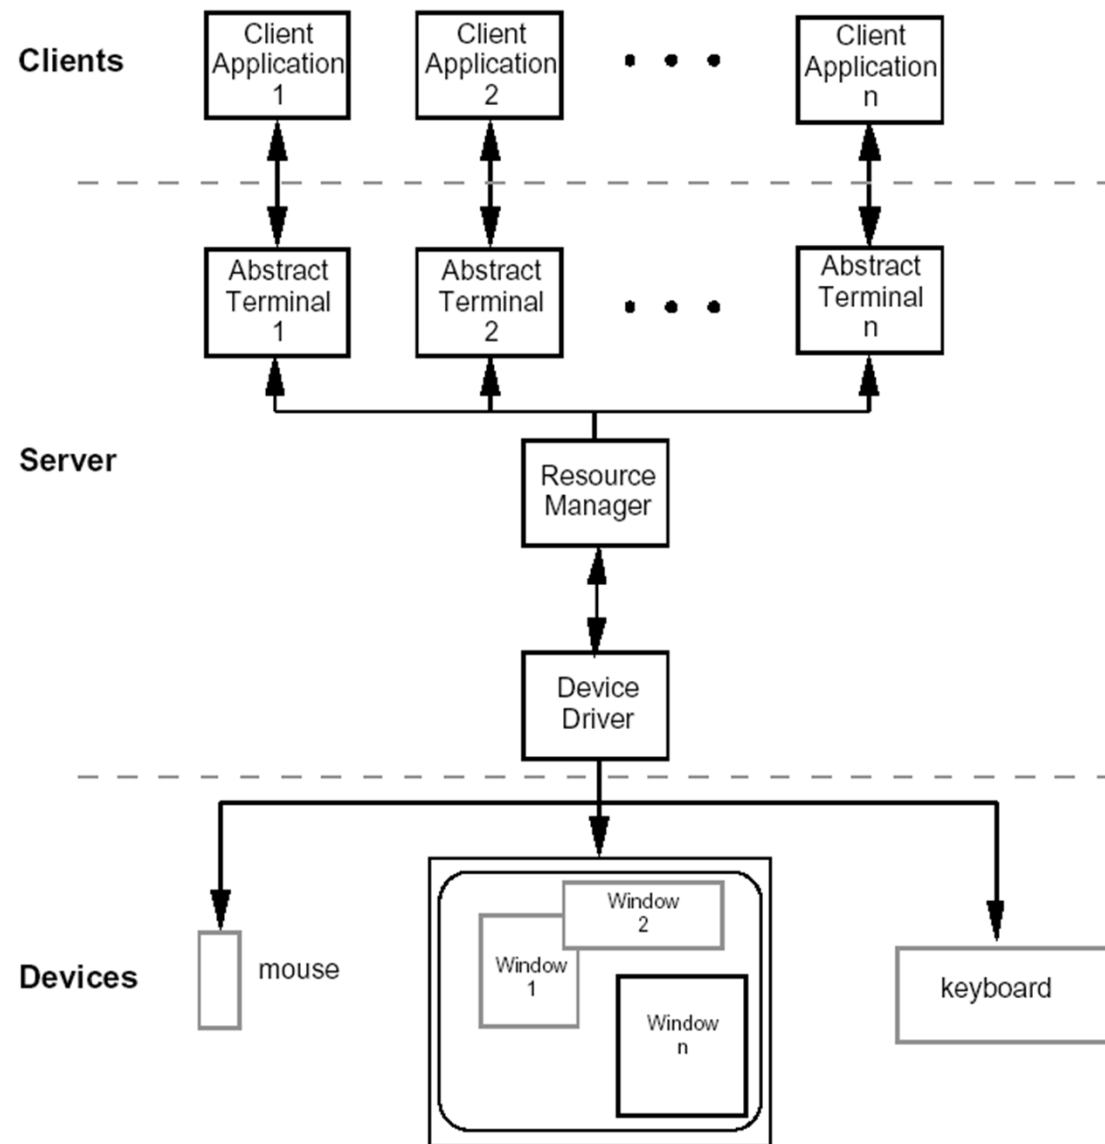 Clients
Client
Application
1
Client
Application
2
Client
Application
n
Abstract
Terminal
1
Abstract
Terminal
2
Abstract
Terminal
n
Server
Resource
Manager
Device
Driver
Devices
mouse
Window
1
Window
2
Window
n
keyboard